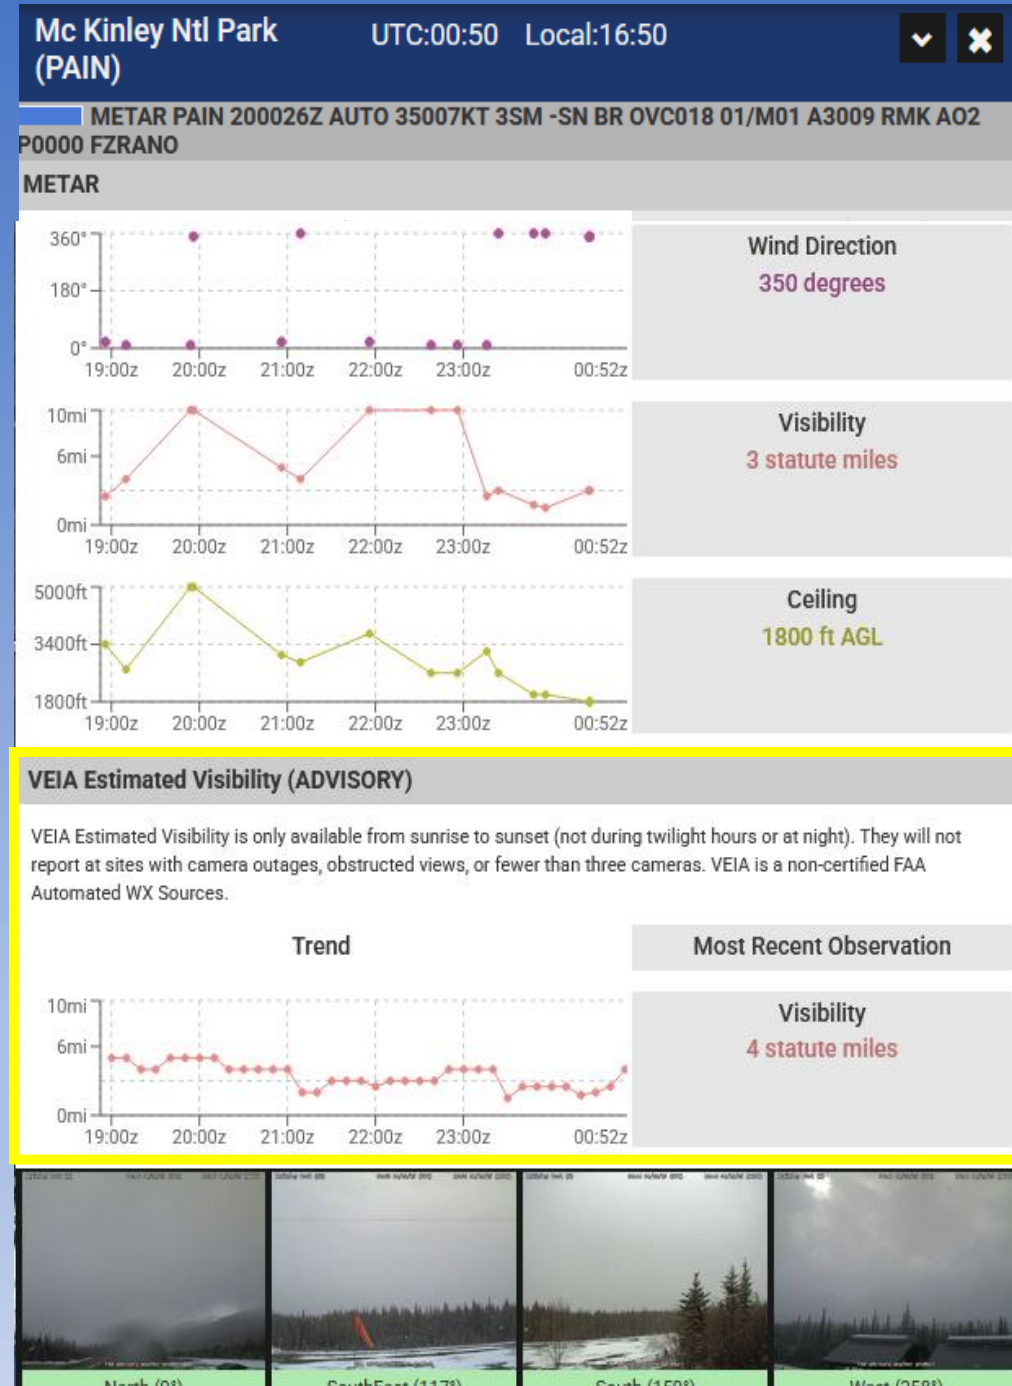 Mc Kinley Ntl Park
(PAIN)
UTC:00:50 Local:16:50
METAR PAIN 200026Z AUTO 35007KT 3SM -SN BR OVC018 01/M01 A3009 RMK AO2
P0000 FZRANO
METAR
360°
180°
0°
19:00z 20:00z 21:00z 22:00z 23:00z 00:52z
Wind Direction
350 degrees
10mi
6mi
0mi
19:00z 20:00z 21:00z 22:00z 23:00z 00:52z
Visibility
3 statute miles
5000ft
3400ft
1800ft
19:00z 20:00z 21:00z 22:00z 23:00z 00:52z
Ceiling
1800 ft AGL
VEIA Estimated Visibility (ADVISORY)
VEIA Estimated Visibility is only available from sunrise to sunset (not during twilight hours or at night). They will not
report at sites with camera outages, obstructed views, or fewer than three cameras. VEIA is a non-certified FAA
Automated WX Sources.
Trend
Most Recent Observation
10mi
6mi
0mi
19:00z 20:00z 21:00z 22:00z 23:00z 00:52z
Visibility
4 statute miles
North
SouthEast (117°)
South
West